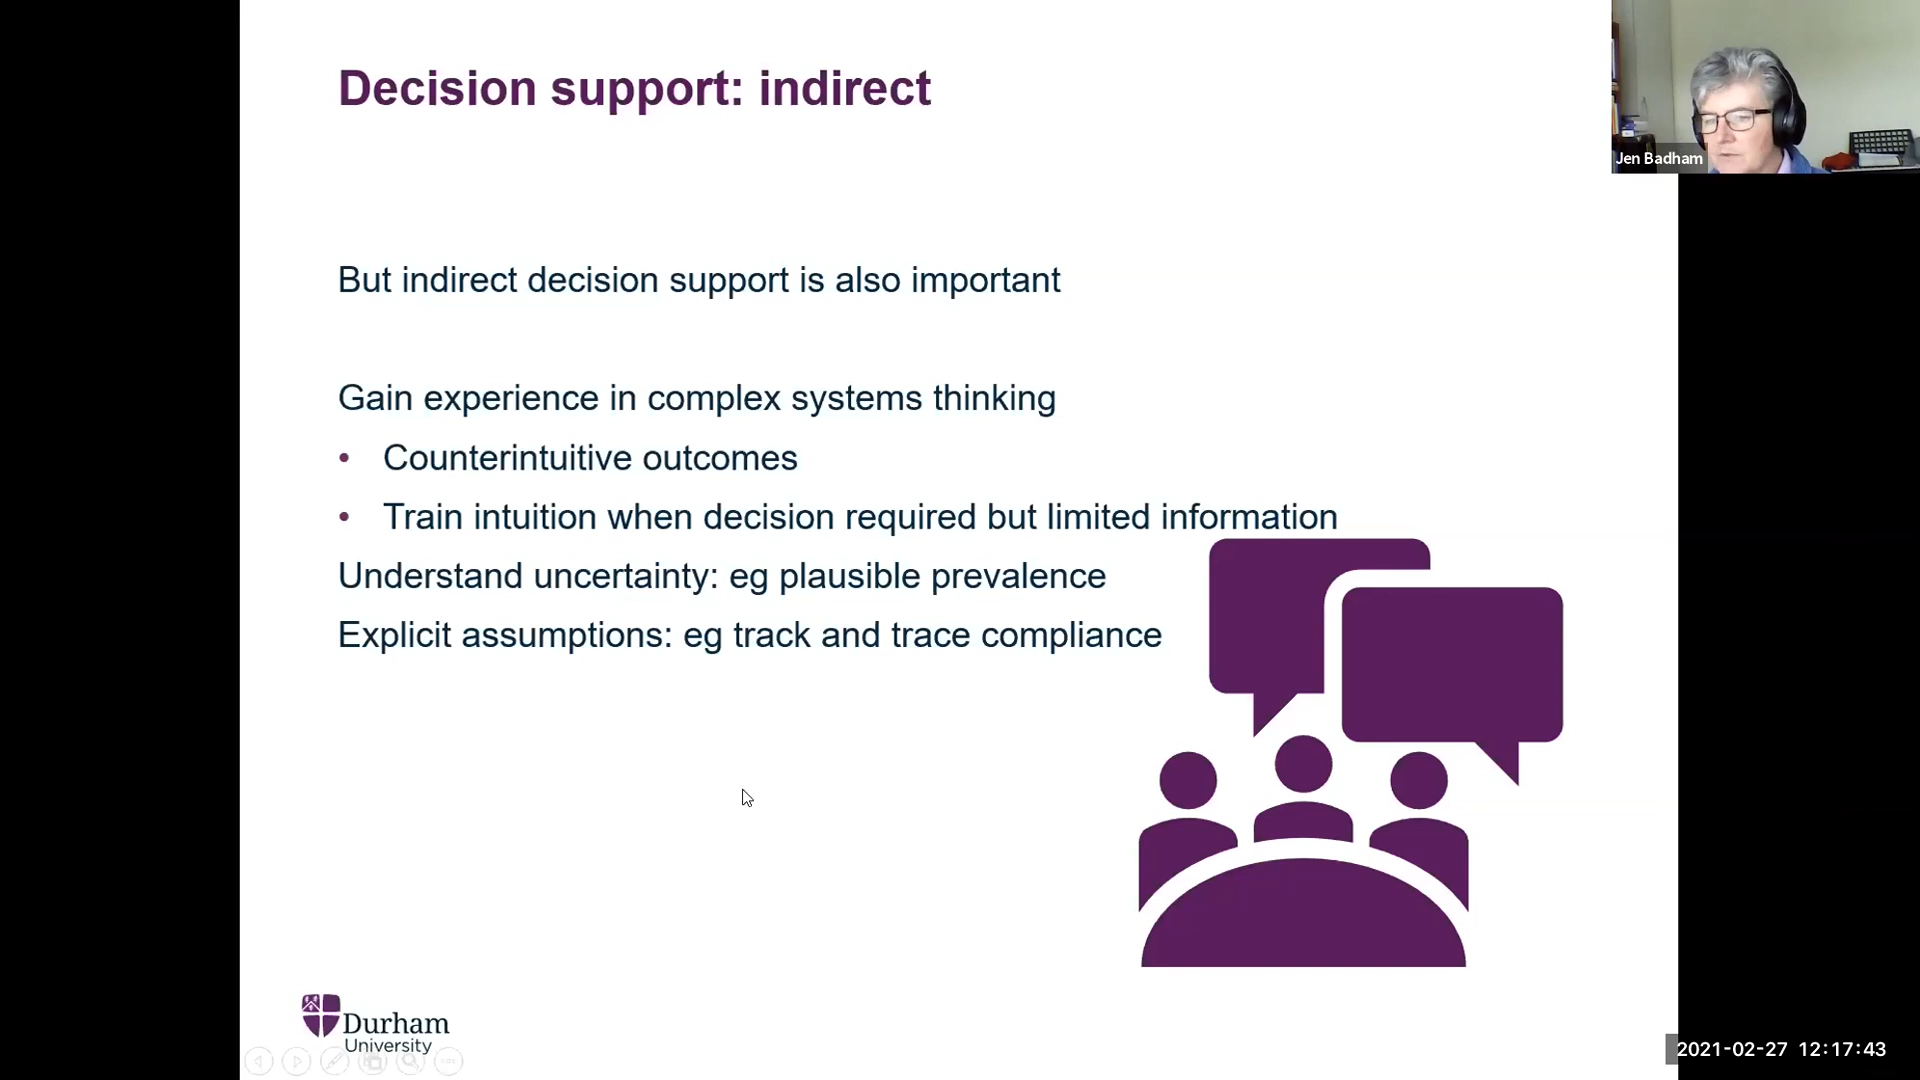 Decision support: indirect
Jen Badham
But indirect decision support is also important
Gain experience in complex systems thinking
• Counterintuitive outcomes
• Train intuition when decision required but limited information
Understand uncertainty: eg plausible prevalence
Explicit assumptions: eg track and trace compliance
Durham
University
2021-02-27 12:17:43